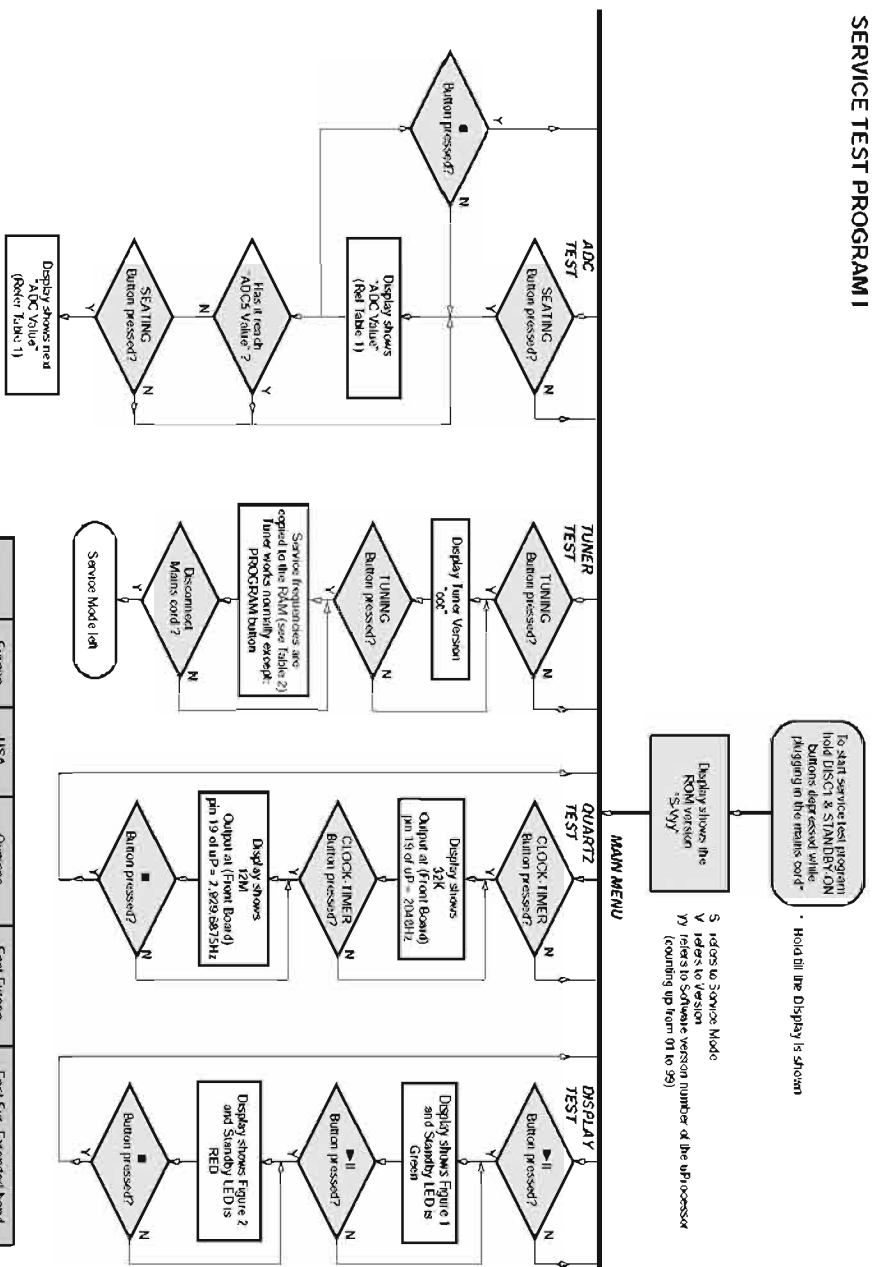 SERVICE TEST PROGRAM I
To start service test program
hold DISC1 & STANDBY-ON
buttons depressed while
plugging in the mains cord*
* Hold till the Display is shown
Display shows the
ROM version
"S-Vyy"
S refers to Service Mode
V refers to Version
yy refers to Software version number of the uProcessor
(counting up from 01 to 99)
MAIN MENU
ADC
TEST
SEATING
Button pressed?
N
Y
Display shows
"ADC Value"
(Ref Table 1)
Has it reach
"ADC5 Value" ?
Y
N
SEATING
Button pressed?
N
Y
Display shows next
"ADC Value"
(Refer Table 1)
■
Button pressed?
Y
N
TUNER
TEST
TUNING
Button pressed?
N
Y
Display Tuner Version
"ccc"
TUNING
Button pressed?
N
Y
Service frequencies are
copied to the RAM (see Table 2)
Tuner works normally except:
PROGRAM button
Disconnect
Mains cord ?
N
Y
Service Mode left
QUARTZ
TEST
CLOCK-TIMER
Button pressed?
N
Y
Display shows
32K
Output at (Front Board)
pin 19 of uP = 2048Hz
CLOCK-TIMER
Button pressed?
N
Y
Display shows
12M
Output at (Front Board)
pin 19 of uP = 2,929.6875Hz
■
Button pressed?
N
Y
DISPLAY
TEST
►II
Button pressed?
N
Y
Display shows Figure 1
and Standby LED is
Green
►II
Button pressed?
N
Y
Display shows Figure 2
and Standby LED is
RED
■
Button pressed?
N
Y